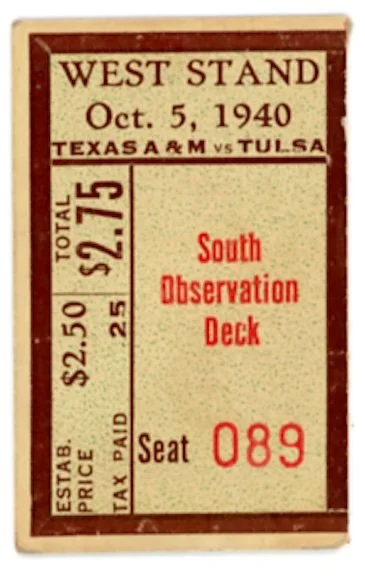 WEST STAND
Oct. 5, 1940
TEXAS A & M vs TULSA
TOTAL
$2.75
South
Observation
Deck
ESTAB.
PRICE
$2.50
TAX PAID .25
Seat 089